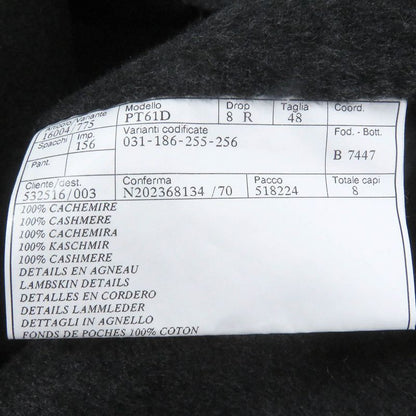 Articolo/Variante Modello Drop Taglia Coord.
16004/775 PT61D 8 R 48
Spacchi Imp. Varianti codificate Fod. - Bott.
156 031-186-255-256
Pant. B 7447
Cliente/dest. Conferma Pacco Totale capi
532516/003 N202368134 /70 518224 8
100% CACHEMIRE
100% CASHMERE
100% CACHEMIRA
100% KASCHMIR
100% CASHMERE
DETAILS EN AGNEAU
LAMBSKIN DETAILS
DETALLES EN CORDERO
DETAILS LAMMLEDER
DETTAGLI IN AGNELLO
FONDS DE POCHES 100% COTON